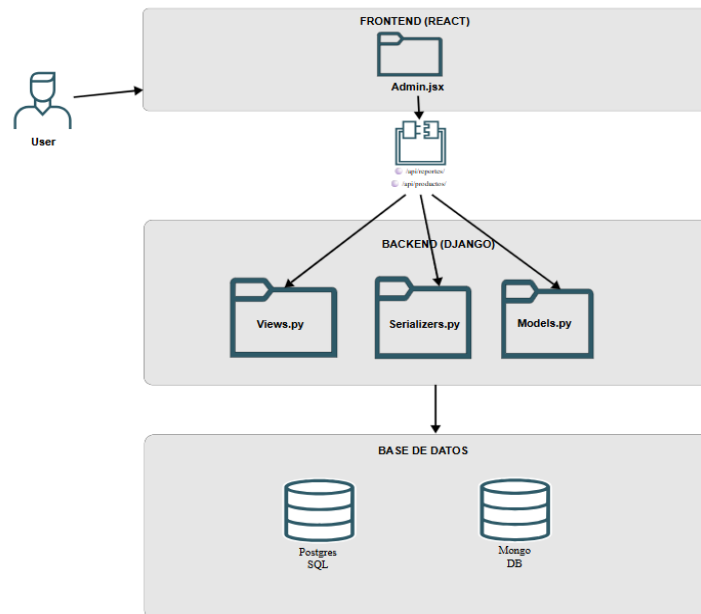 FRONTEND (REACT)
Admin.jsx
User
/api/reportes/
/api/productos/
BACKEND (DJANGO)
Views.py
Serializers.py
Models.py
BASE DE DATOS
Postgres
SQL
Mongo
DB